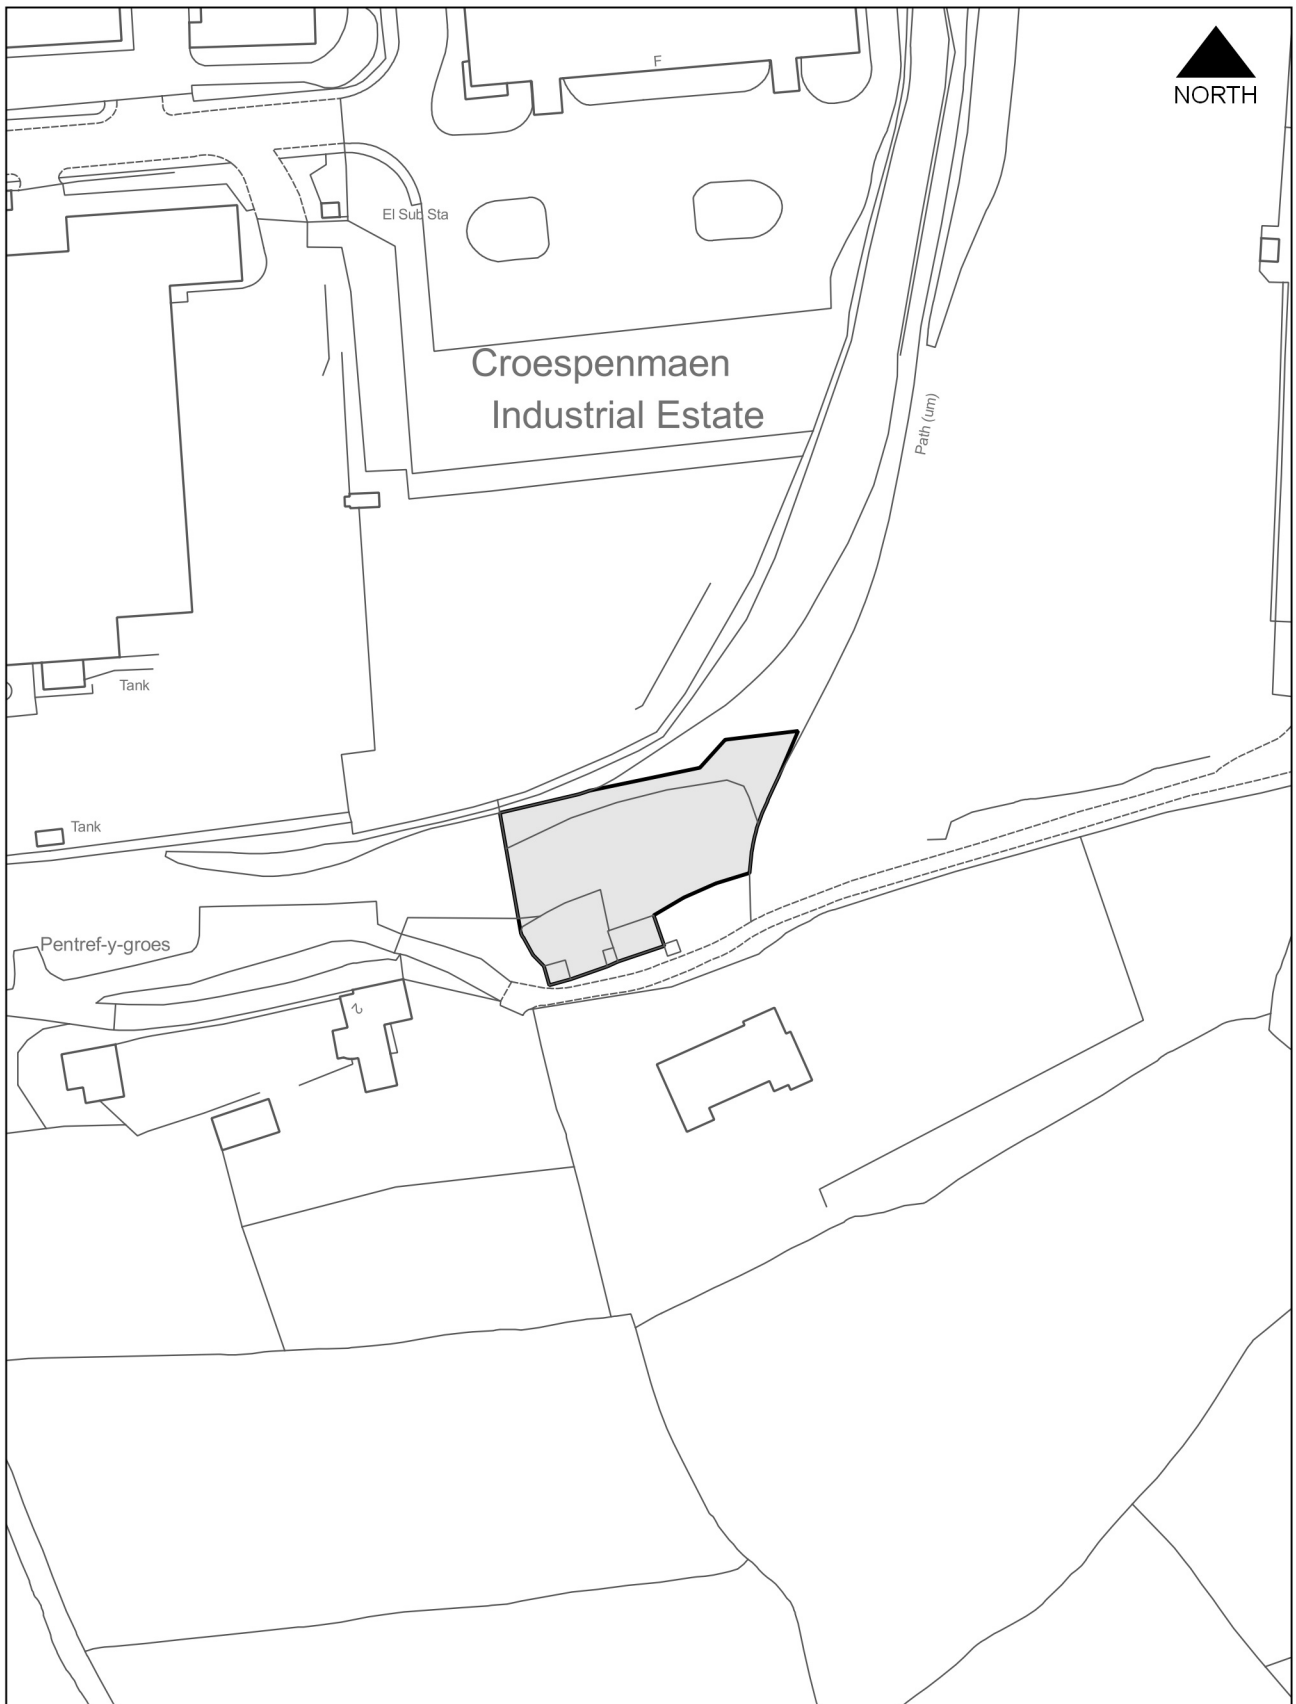 F
NORTH
El Sub Sta
Croespenmaen
Industrial Estate
Path (um)
Tank
Tank
Pentref-y-groes
2